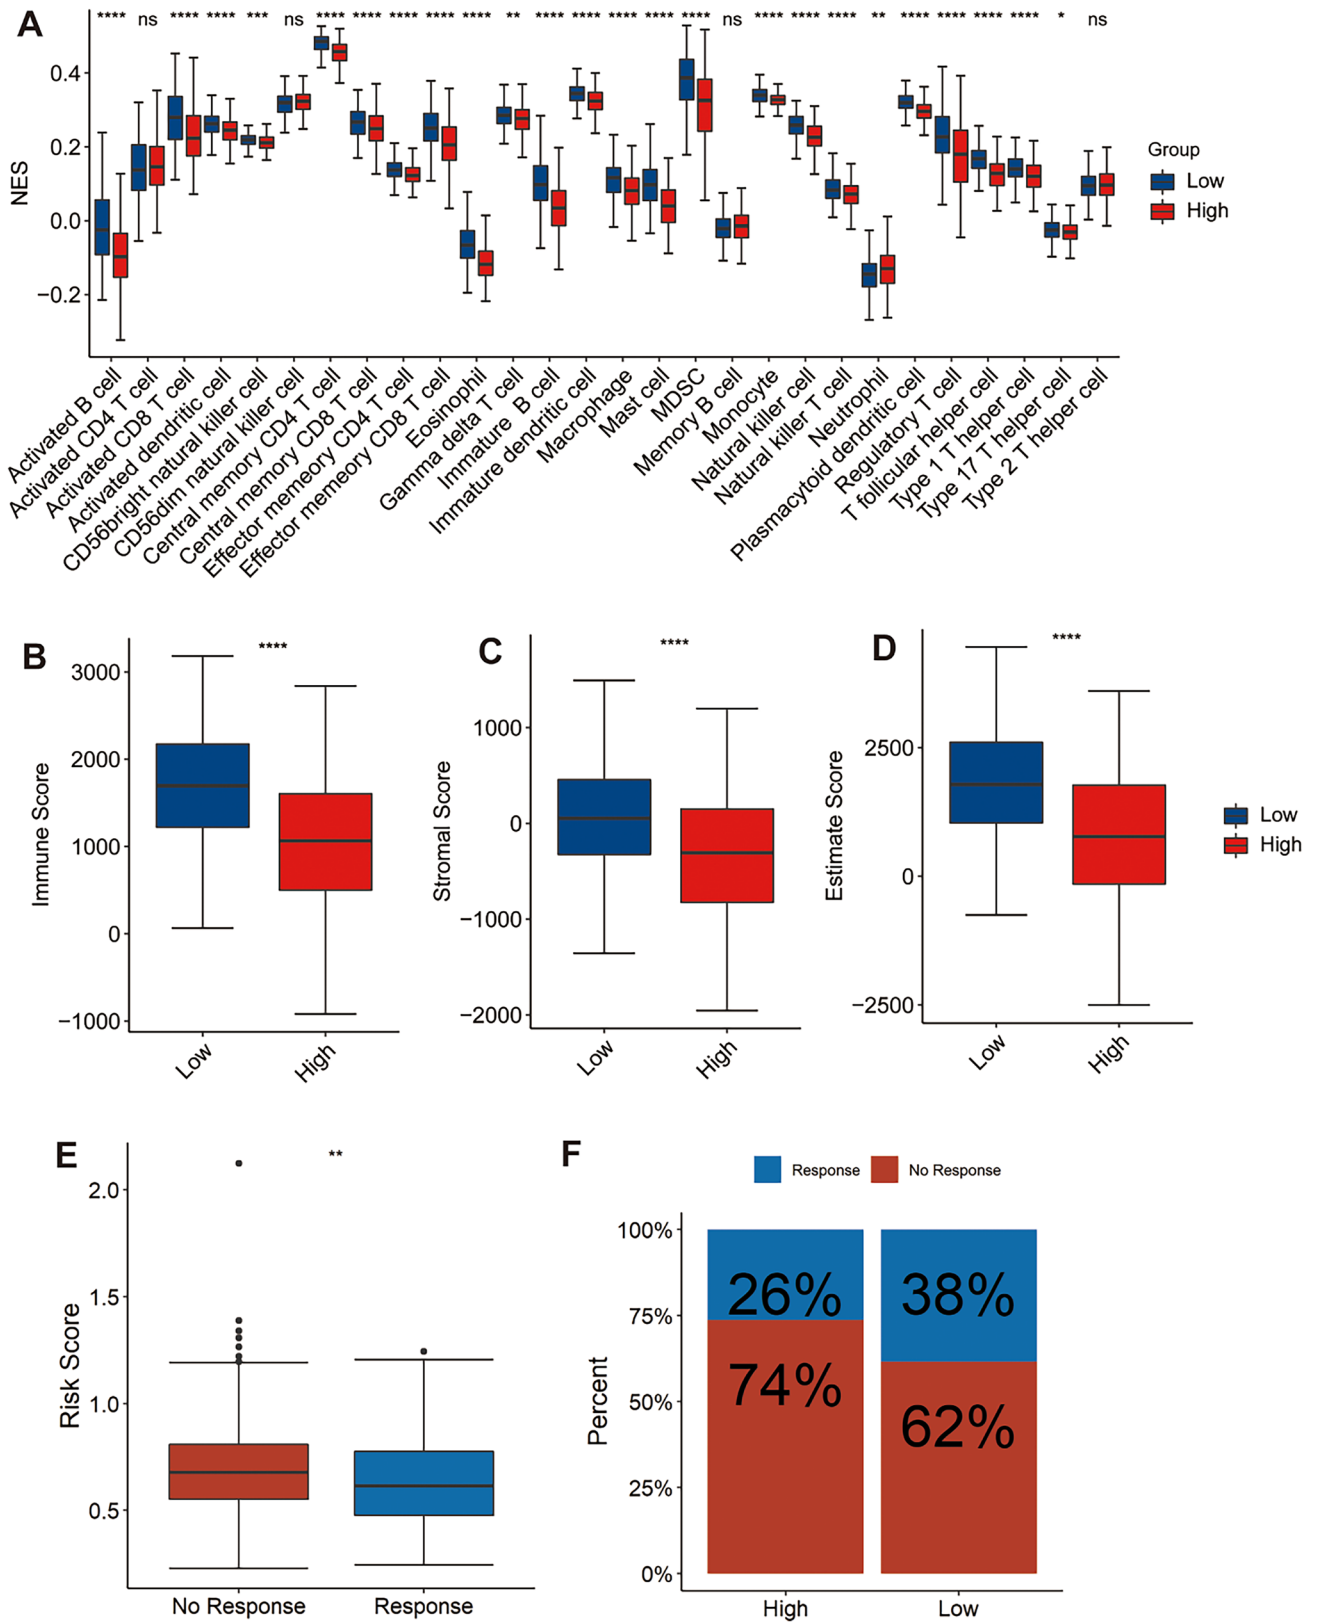 A
**** ns **** **** *** ns **** **** **** **** **** ** **** **** **** **** **** ns **** **** **** ** **** **** **** **** * ns
NES
0.4
0.2
0.0
−0.2
Group
Low
High
Activated B cell
Activated CD4 T cell
Activated CD8 T cell
Activated dendritic cell
CD56bright natural killer cell
CD56dim natural killer cell
Central memory CD4 T cell
Central memory CD8 T cell
Effector memeory CD4 T cell
Effector memeory CD8 T cell
Eosinophil
Gamma delta T cell
Immature B cell
Immature dendritic cell
Macrophage
Mast cell
MDSC
Memory B cell
Monocyte
Natural killer cell
Natural killer T cell
Neutrophil
Plasmacytoid dendritic cell
Regulatory T cell
T follicular helper cell
Type 1 T helper cell
Type 17 T helper cell
Type 2 T helper cell
B
****
Immune Score
3000
2000
1000
0
−1000
Low
High
C
****
Stromal Score
1000
0
−1000
−2000
Low
High
D
****
Estimate Score
2500
0
−2500
Low
High
Low
High
E
**
Risk Score
2.0
1.5
1.0
0.5
No Response
Response
F
Response No Response
Percent
100%
75%
50%
25%
0%
26%
74%
38%
62%
High
Low